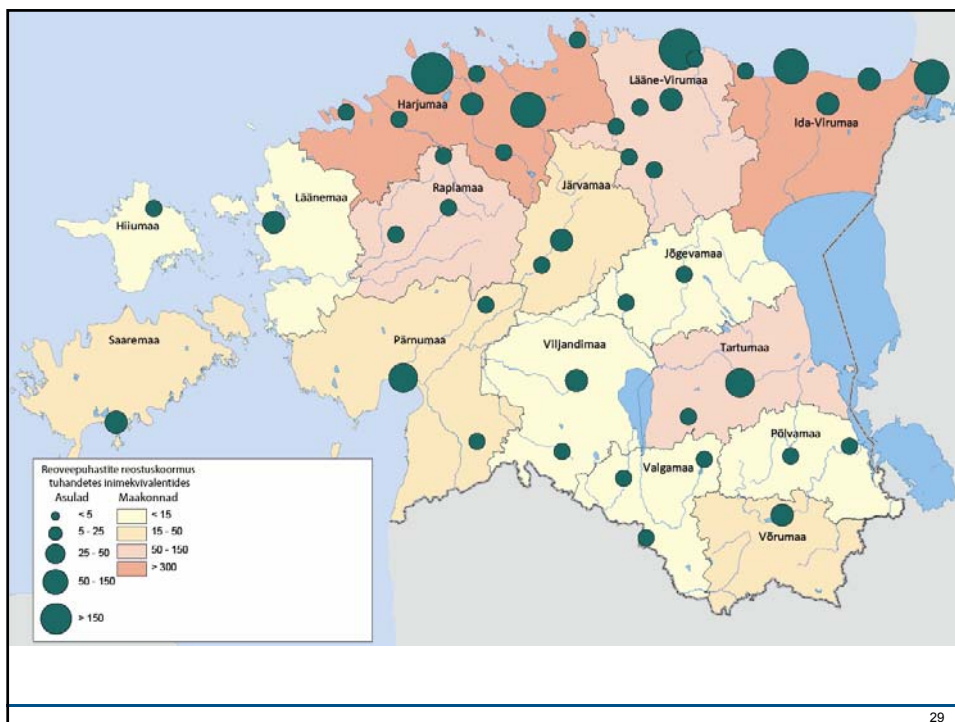 Harjumaa
Lääne-Virumaa
Ida-Virumaa
Läänemaa
Raplamaa
Järvamaa
Hiiumaa
Jõgevamaa
Saaremaa
Pärnumaa
Viljandimaa
Tartumaa
Põlvamaa
Valgamaa
Võrumaa
Reoveepuhastite reostuskoormus
tuhandetes inimekvivalentides
Asulad Maakonnad
< 5 < 15
5 - 25 15 - 50
25 - 50 50 - 150
50 - 150 > 300
> 150
29